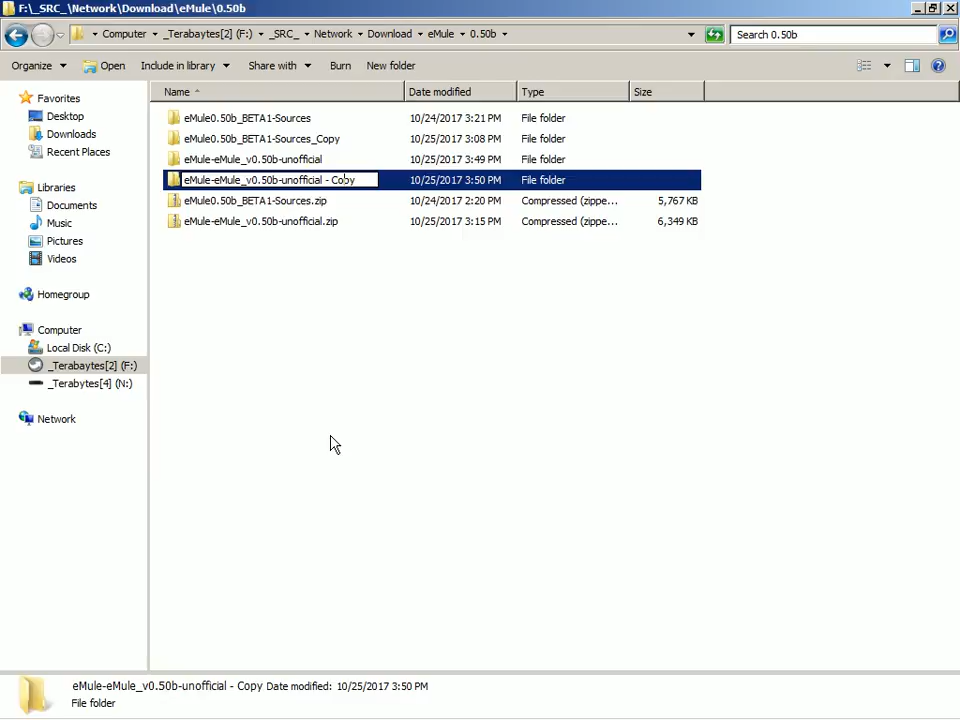 F:\_SRC_\Network\Download\eMule\0.50b
Computer _Terabaytes[2] (F:) _SRC_ Network Download eMule 0.50b Search 0.50b
Organize Open Include in library Share with Burn New folder
Name Date modified Type Size
Favorites
Desktop
Downloads
Recent Places
Libraries
Documents
Music
Pictures
Videos
Homegroup
Computer
Local Disk (C:)
_Terabaytes[2] (F:)
_Terabytes[4] (N:)
Network
eMule0.50b_BETA1-Sources 10/24/2017 3:21 PM File folder
eMule0.50b_BETA1-Sources_Copy 10/24/2017 3:08 PM File folder
eMule-eMule_v0.50b-unofficial 10/25/2017 3:49 PM File folder
eMule-eMule_v0.50b-unofficial - Copy 10/25/2017 3:50 PM File folder
eMule0.50b_BETA1-Sources.zip 10/24/2017 2:20 PM Compressed (zippe... 5,767 KB
eMule-eMule_v0.50b-unofficial.zip 10/25/2017 3:15 PM Compressed (zippe... 6,349 KB
eMule-eMule_v0.50b-unofficial - Copy Date modified: 10/25/2017 3:50 PM
File folder